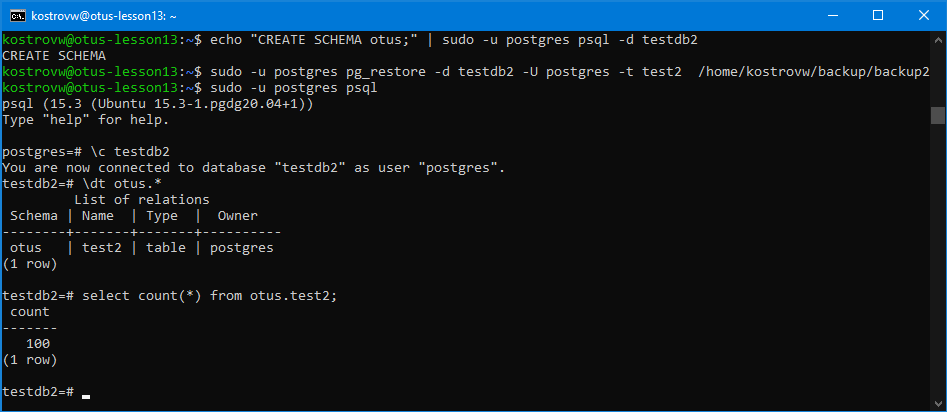 kostrovw@otus-lesson13: ~
kostrovw@otus-lesson13:~$ echo "CREATE SCHEMA otus;" | sudo -u postgres psql -d testdb2
CREATE SCHEMA
kostrovw@otus-lesson13:~$ sudo -u postgres pg_restore -d testdb2 -U postgres -t test2  /home/kostrovw/backup/backup2
kostrovw@otus-lesson13:~$ sudo -u postgres psql
psql (15.3 (Ubuntu 15.3-1.pgdg20.04+1))
Type "help" for help.
postgres=# \c testdb2
You are now connected to database "testdb2" as user "postgres".
testdb2=# \dt otus.*
         List of relations
 Schema | Name  | Type  |  Owner
--------+-------+-------+----------
 otus   | test2 | table | postgres
(1 row)
testdb2=# select count(*) from otus.test2;
 count
-------
   100
(1 row)
testdb2=#